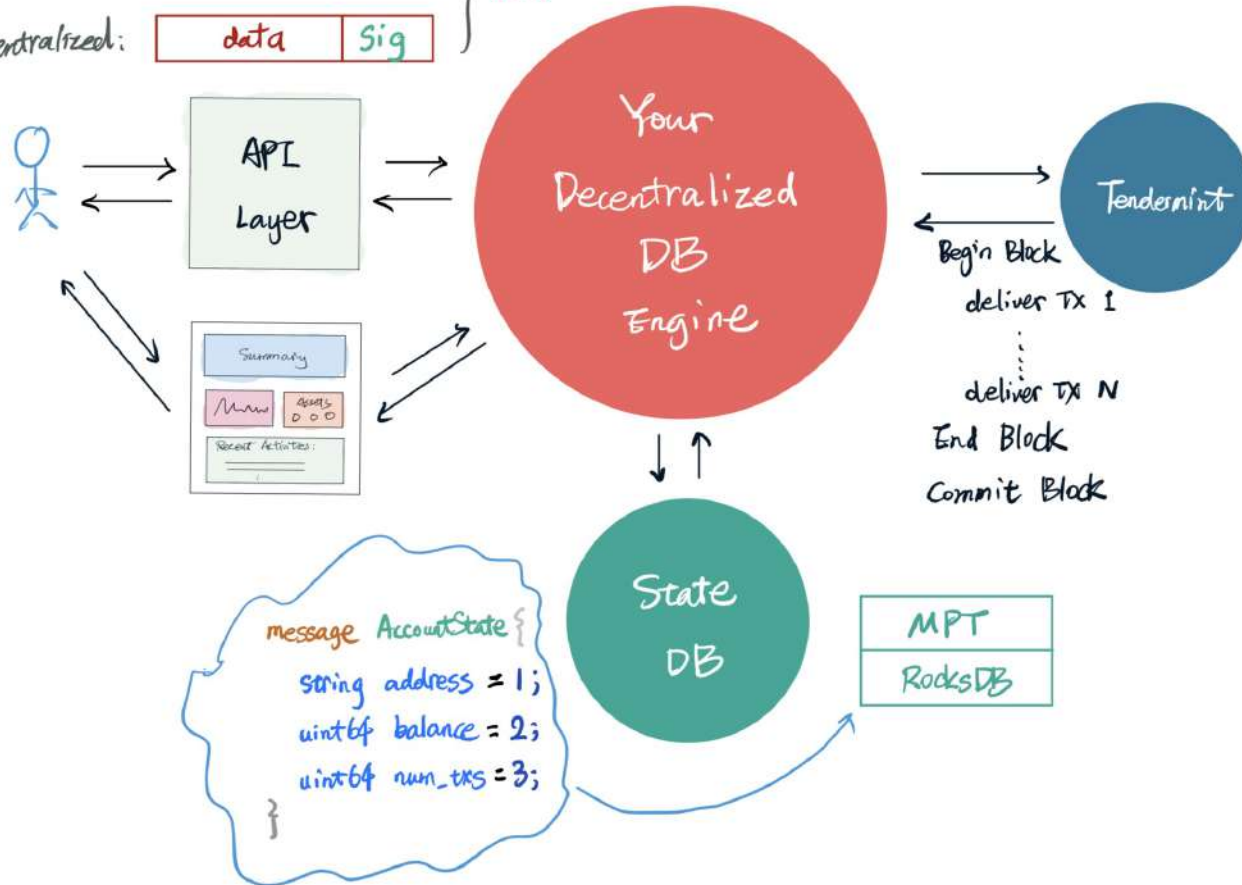 entralized:
data
Sig
API
Layer
Your
Decentralized
DB
Engine
Tendermint
Begin Block
deliver TX 1
deliver TX N
End Block
Commit Block
Summary
Assets
Recent Activities:
State
DB
message AccountState {
string address = 1;
uint64 balance = 2;
uint64 num_txs = 3;
}
MPT
RocksDB